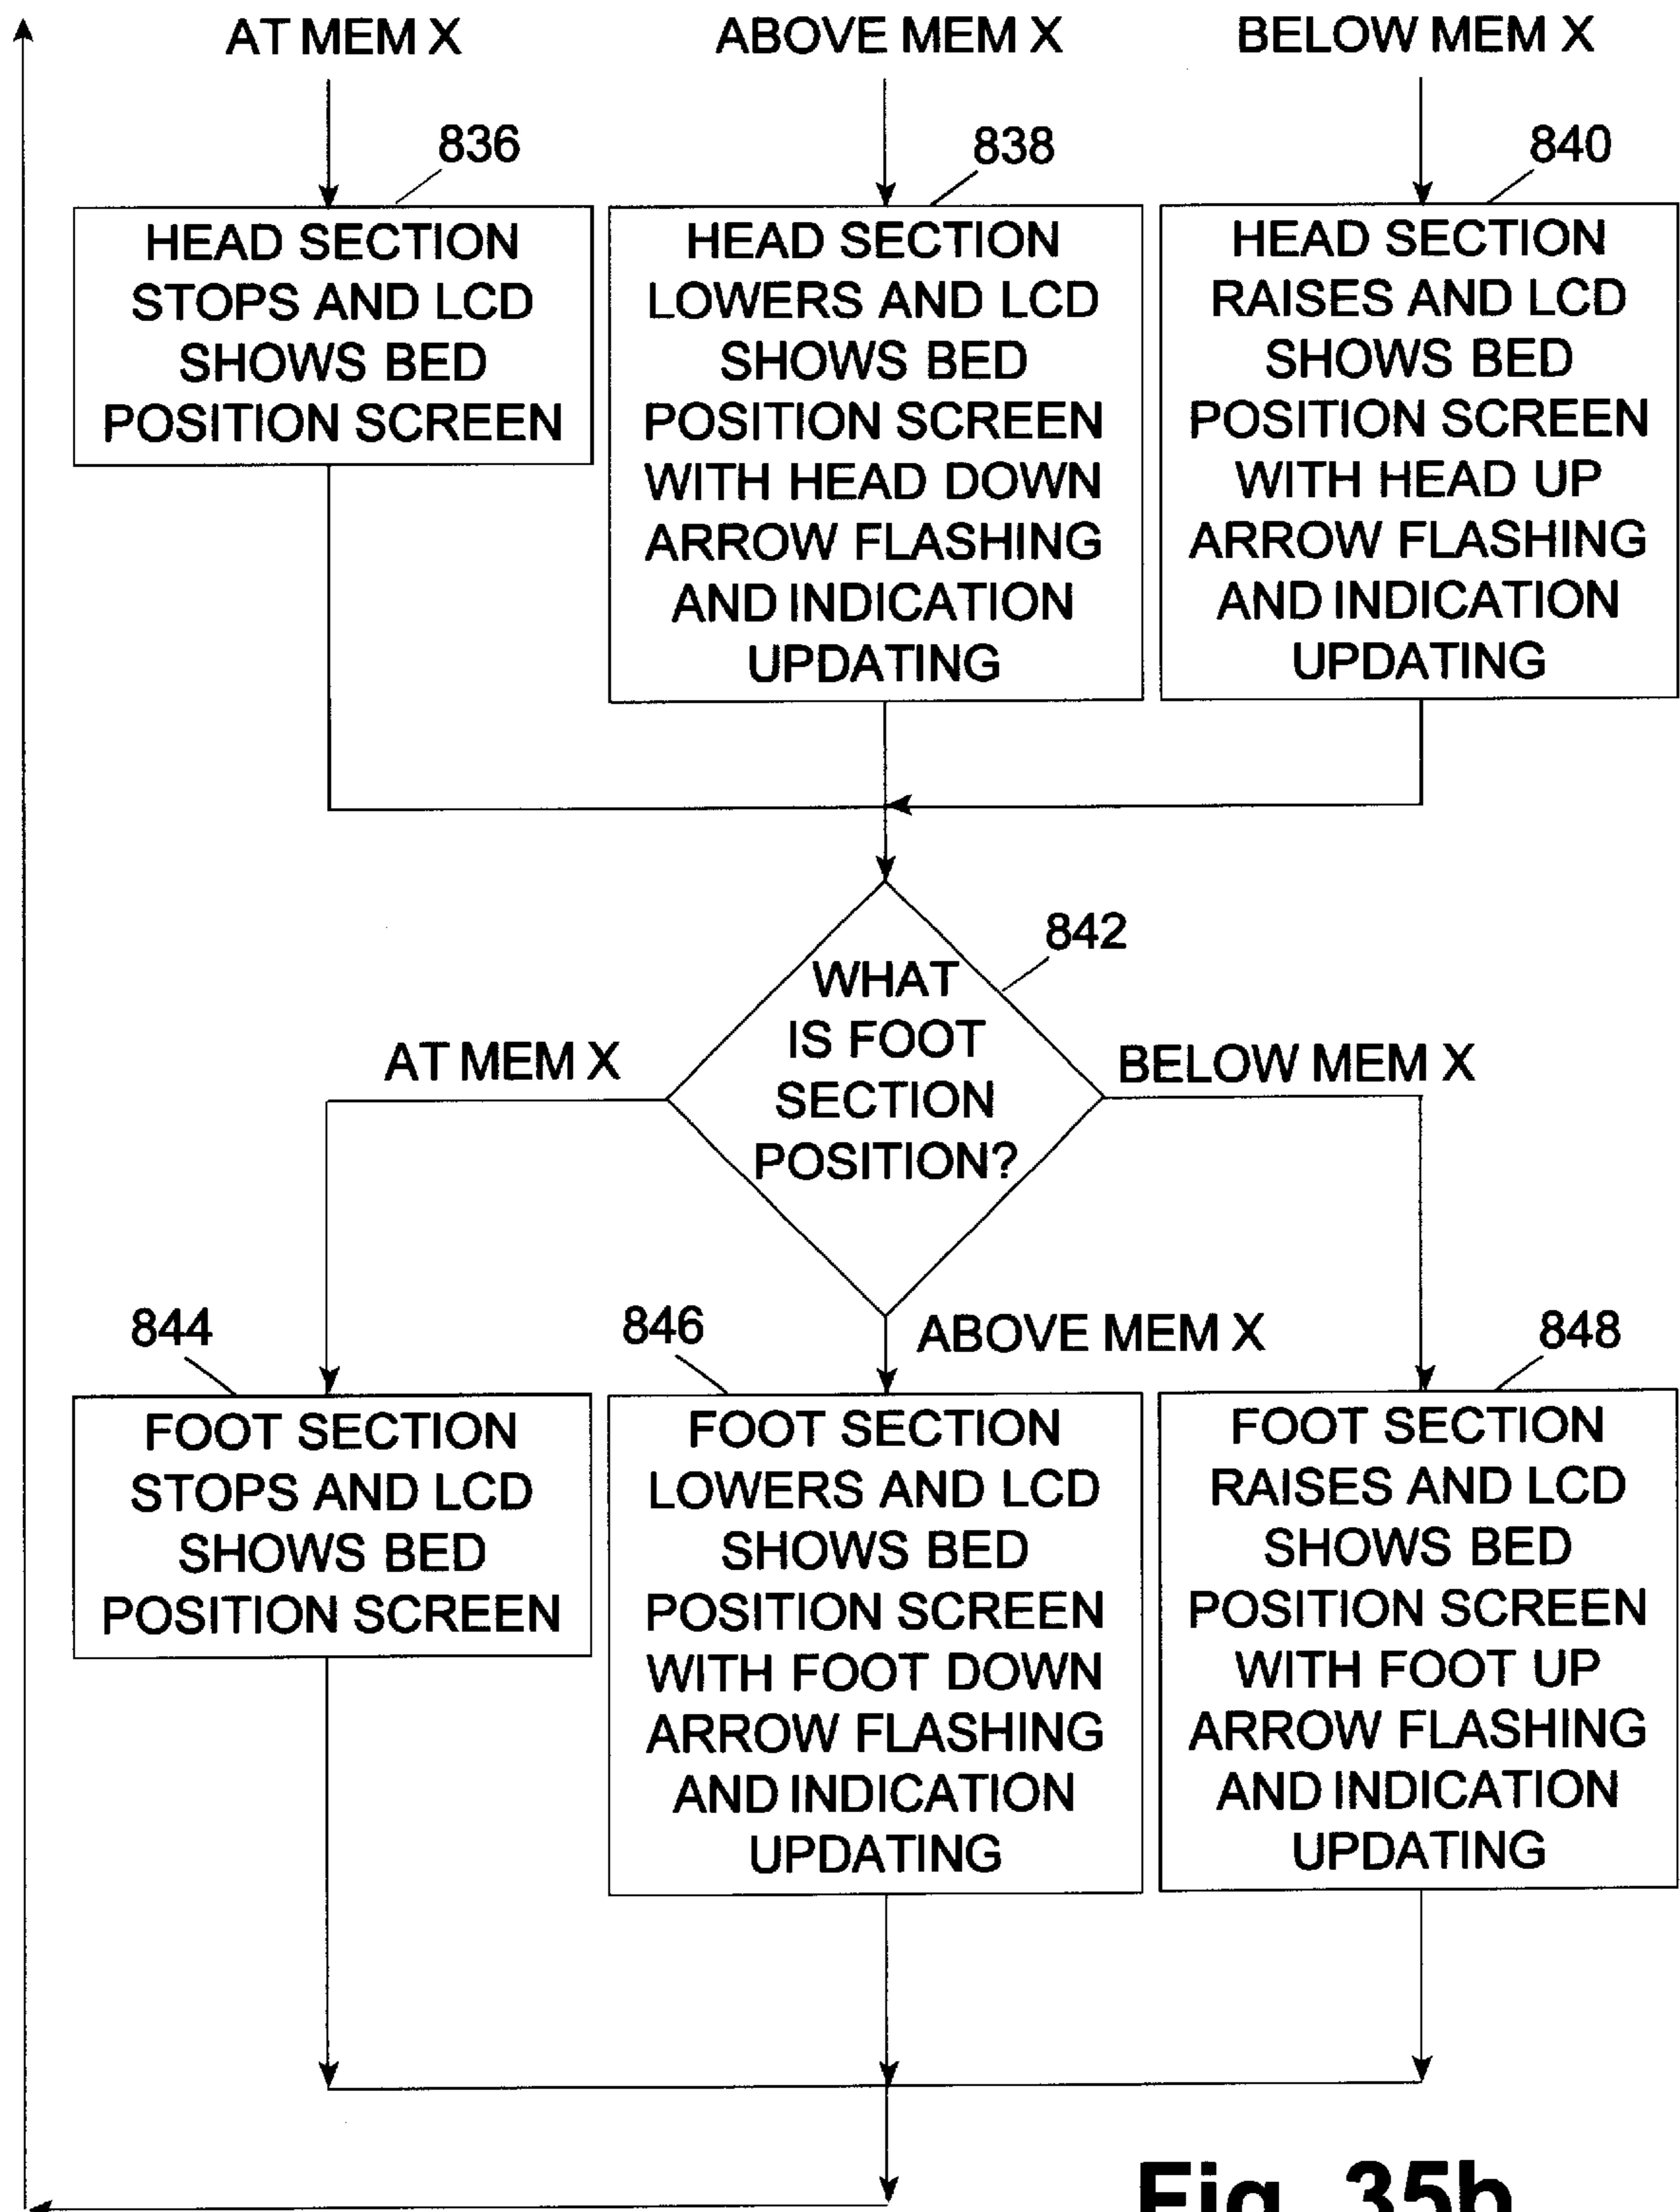 AT MEM X
ABOVE MEM X
BELOW MEM X
836
838
840
HEAD SECTION
STOPS AND LCD
SHOWS BED
POSITION SCREEN
HEAD SECTION
LOWERS AND LCD
SHOWS BED
POSITION SCREEN
WITH HEAD DOWN
ARROW FLASHING
AND INDICATION
UPDATING
HEAD SECTION
RAISES AND LCD
SHOWS BED
POSITION SCREEN
WITH HEAD UP
ARROW FLASHING
AND INDICATION
UPDATING
842
WHAT
IS FOOT
SECTION
POSITION?
AT MEM X
BELOW MEM X
ABOVE MEM X
844
846
848
FOOT SECTION
STOPS AND LCD
SHOWS BED
POSITION SCREEN
FOOT SECTION
LOWERS AND LCD
SHOWS BED
POSITION SCREEN
WITH FOOT DOWN
ARROW FLASHING
AND INDICATION
UPDATING
FOOT SECTION
RAISES AND LCD
SHOWS BED
POSITION SCREEN
WITH FOOT UP
ARROW FLASHING
AND INDICATION
UPDATING
Fig. 35b